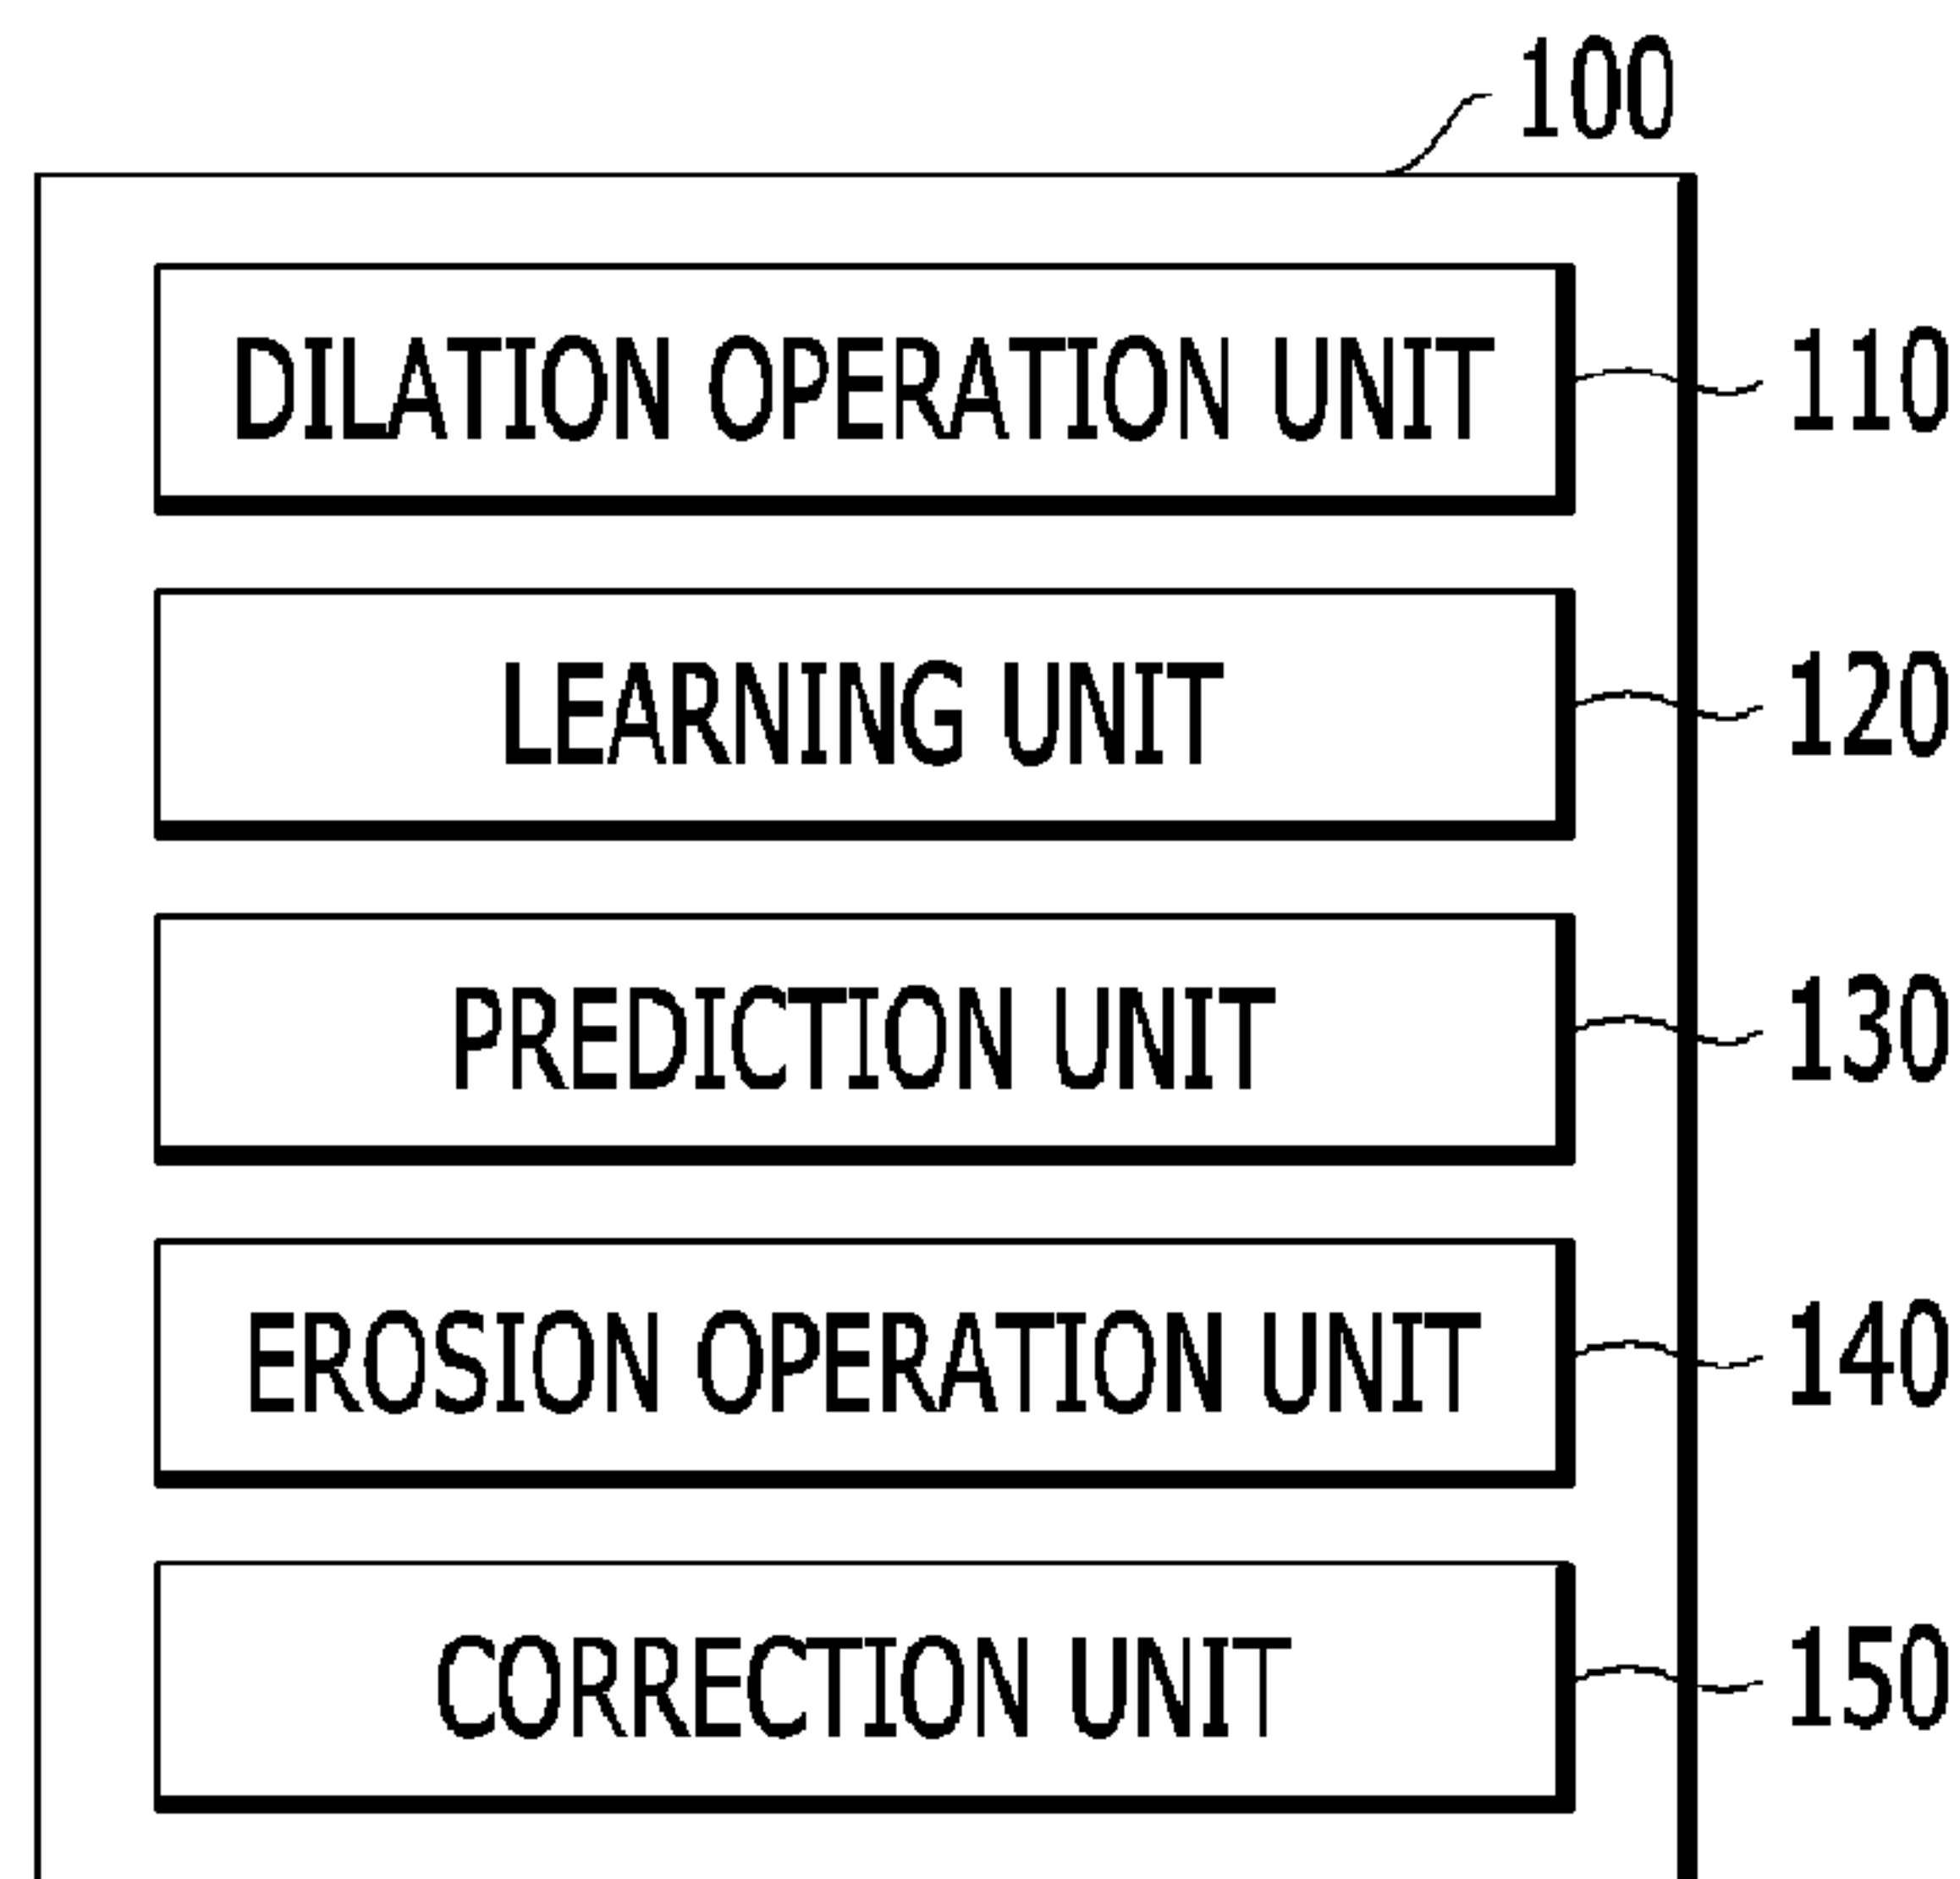 100
DILATION OPERATION UNIT 110
LEARNING UNIT 120
PREDICTION UNIT 130
EROSION OPERATION UNIT 140
CORRECTION UNIT 150